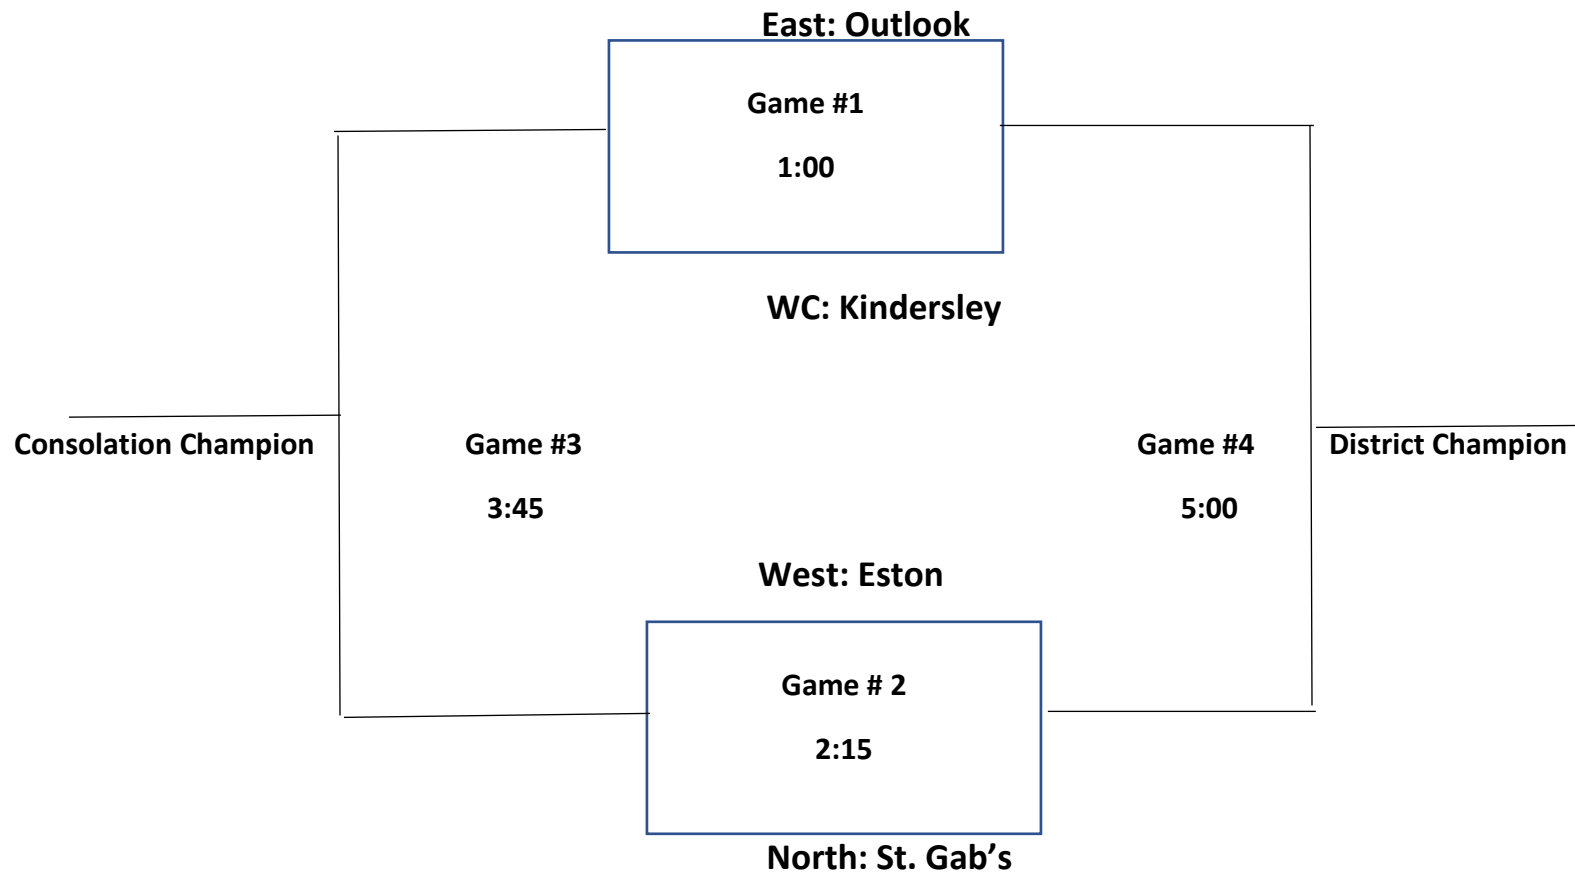 East: Outlook
Game #1
1:00
WC: Kindersley
Consolation Champion
Game #3
Game #4
District Champion
3:45
5:00
West: Eston
Game # 2
2:15
North: St. Gab’s